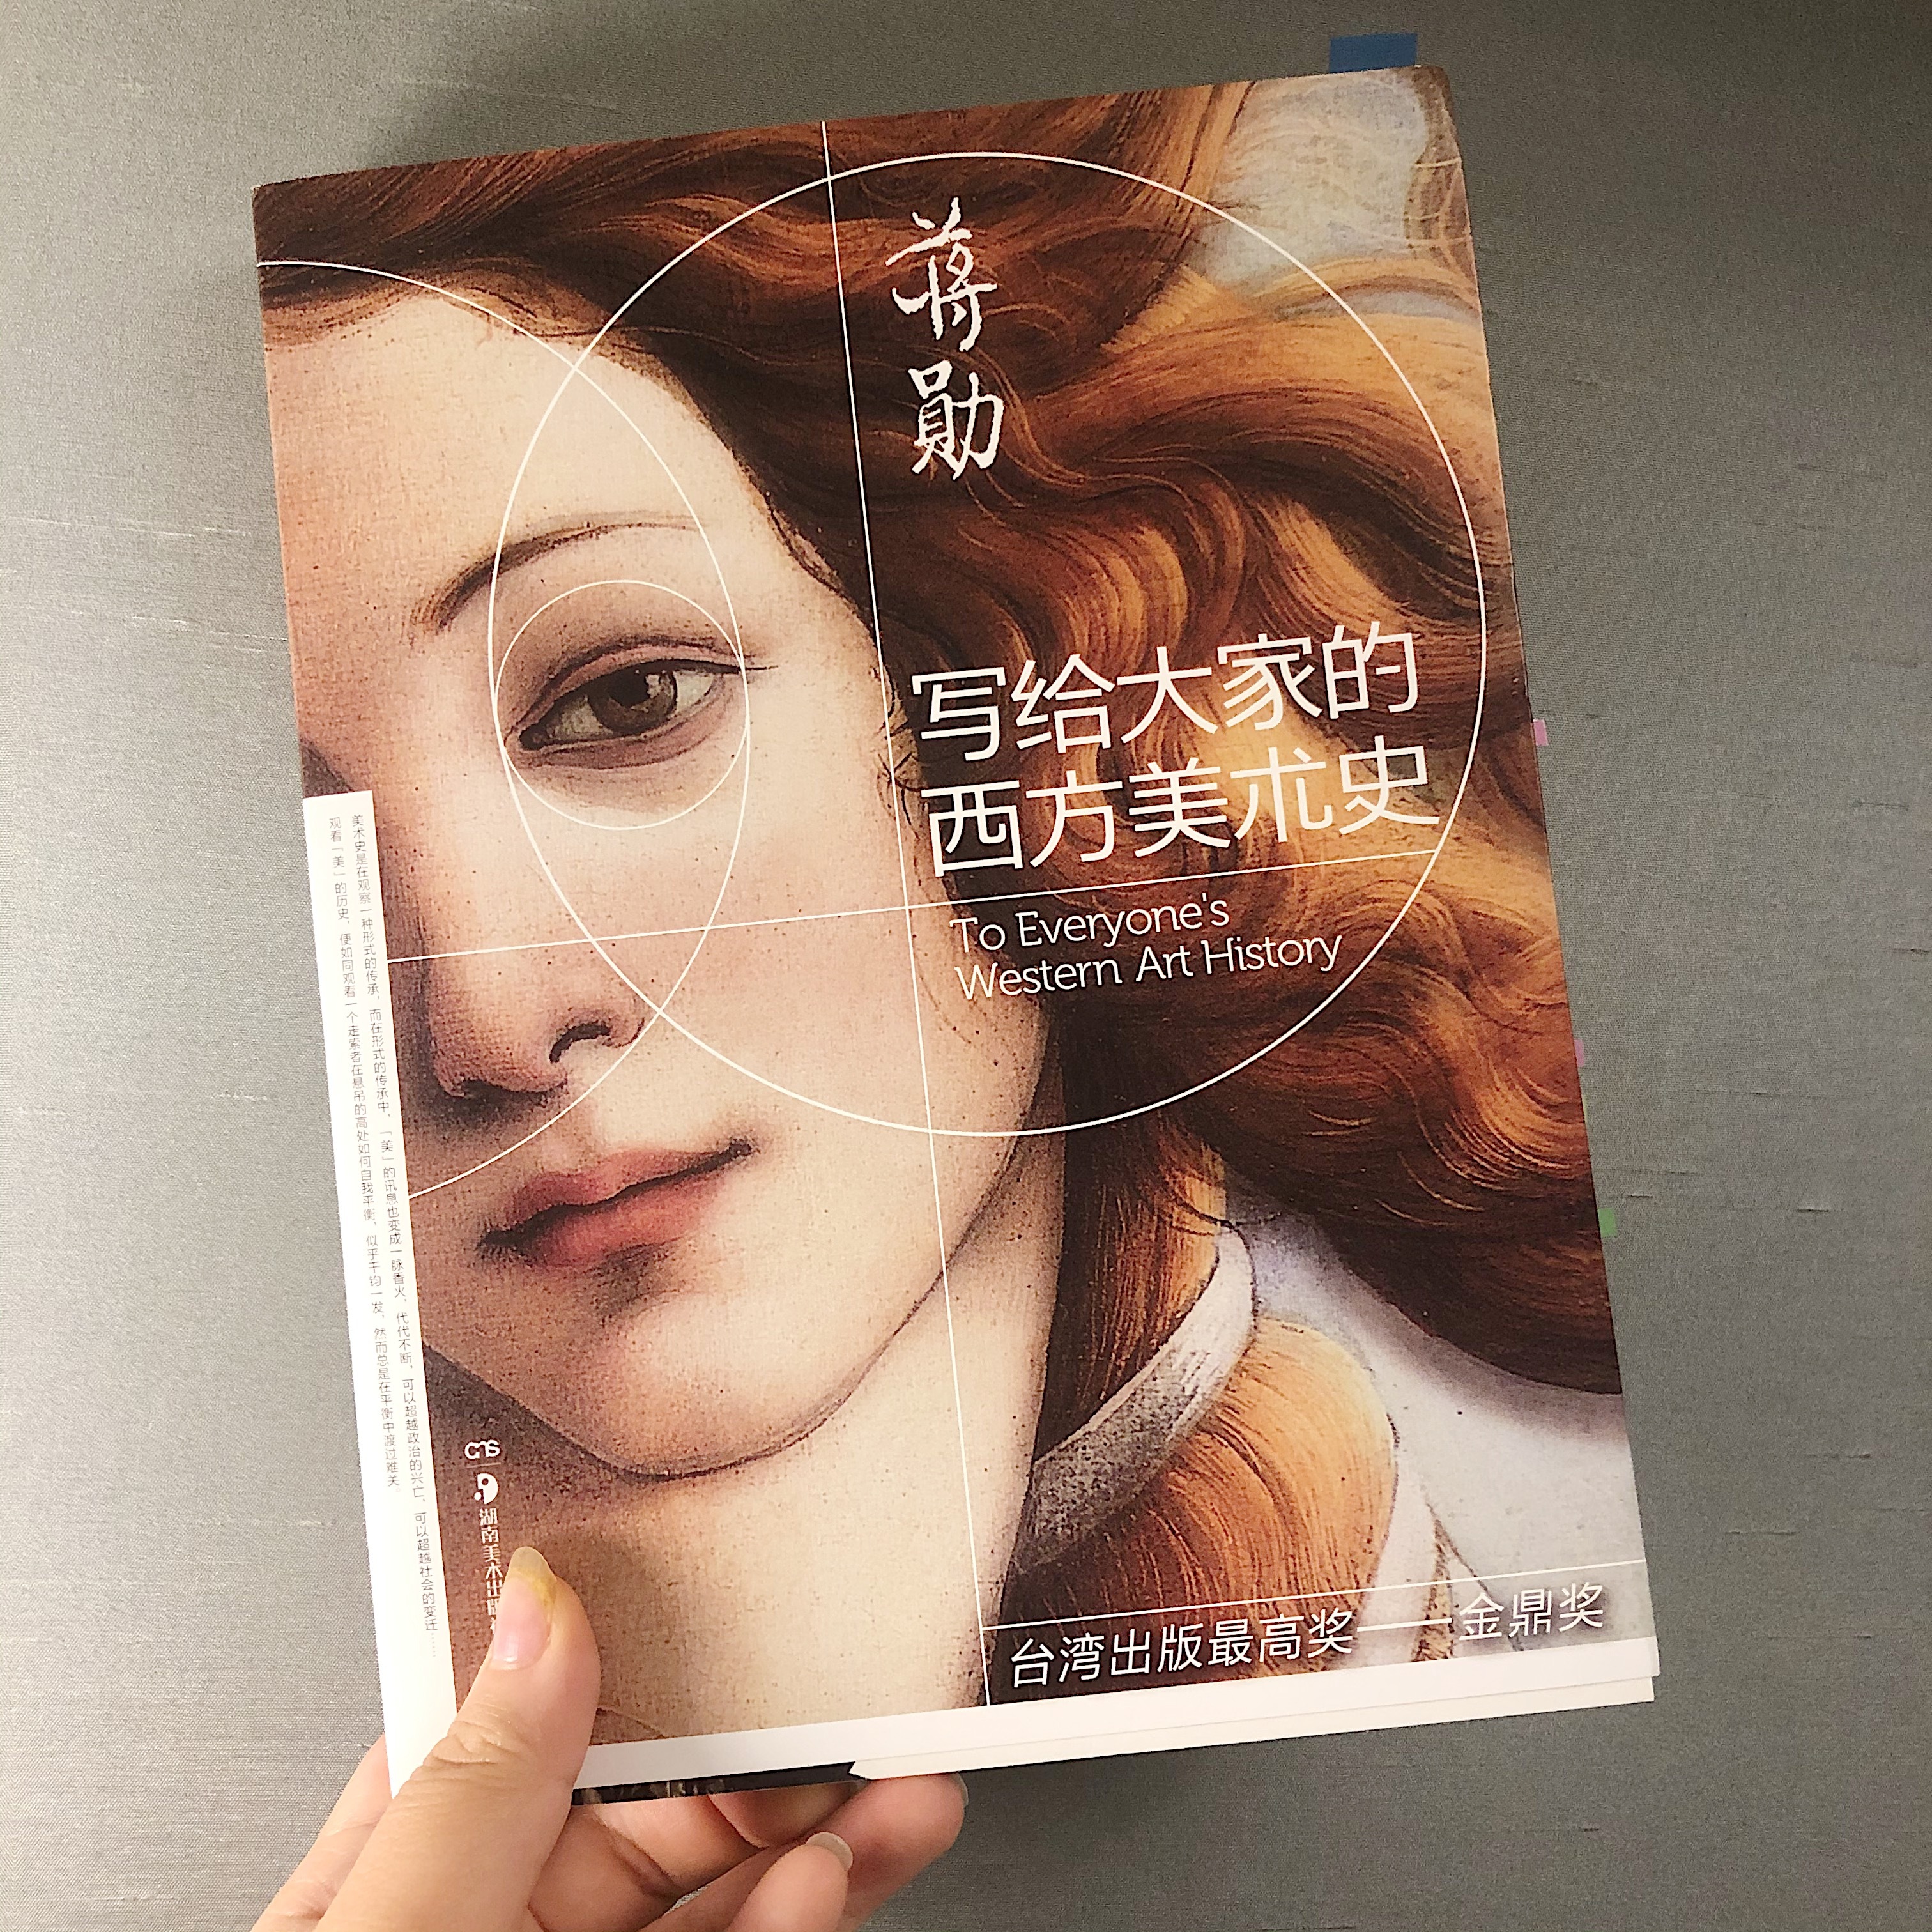 蒋勋
写给大家的
西方美术史
To Everyone's
Western Art History
美术史是在观察一种形式的传承，而在形式的传承中，「美」的讯息也变成一脉香火，代代不断，可以超越政治的兴亡，可以超越社会的变迁……
观看「美」的历史，便如同观看一个走索者在悬吊的高处如何自我平衡，似乎千钧一发，然而总是在平衡中渡过难关。
cns
湖南美术出版
台湾出版最高奖——金鼎奖